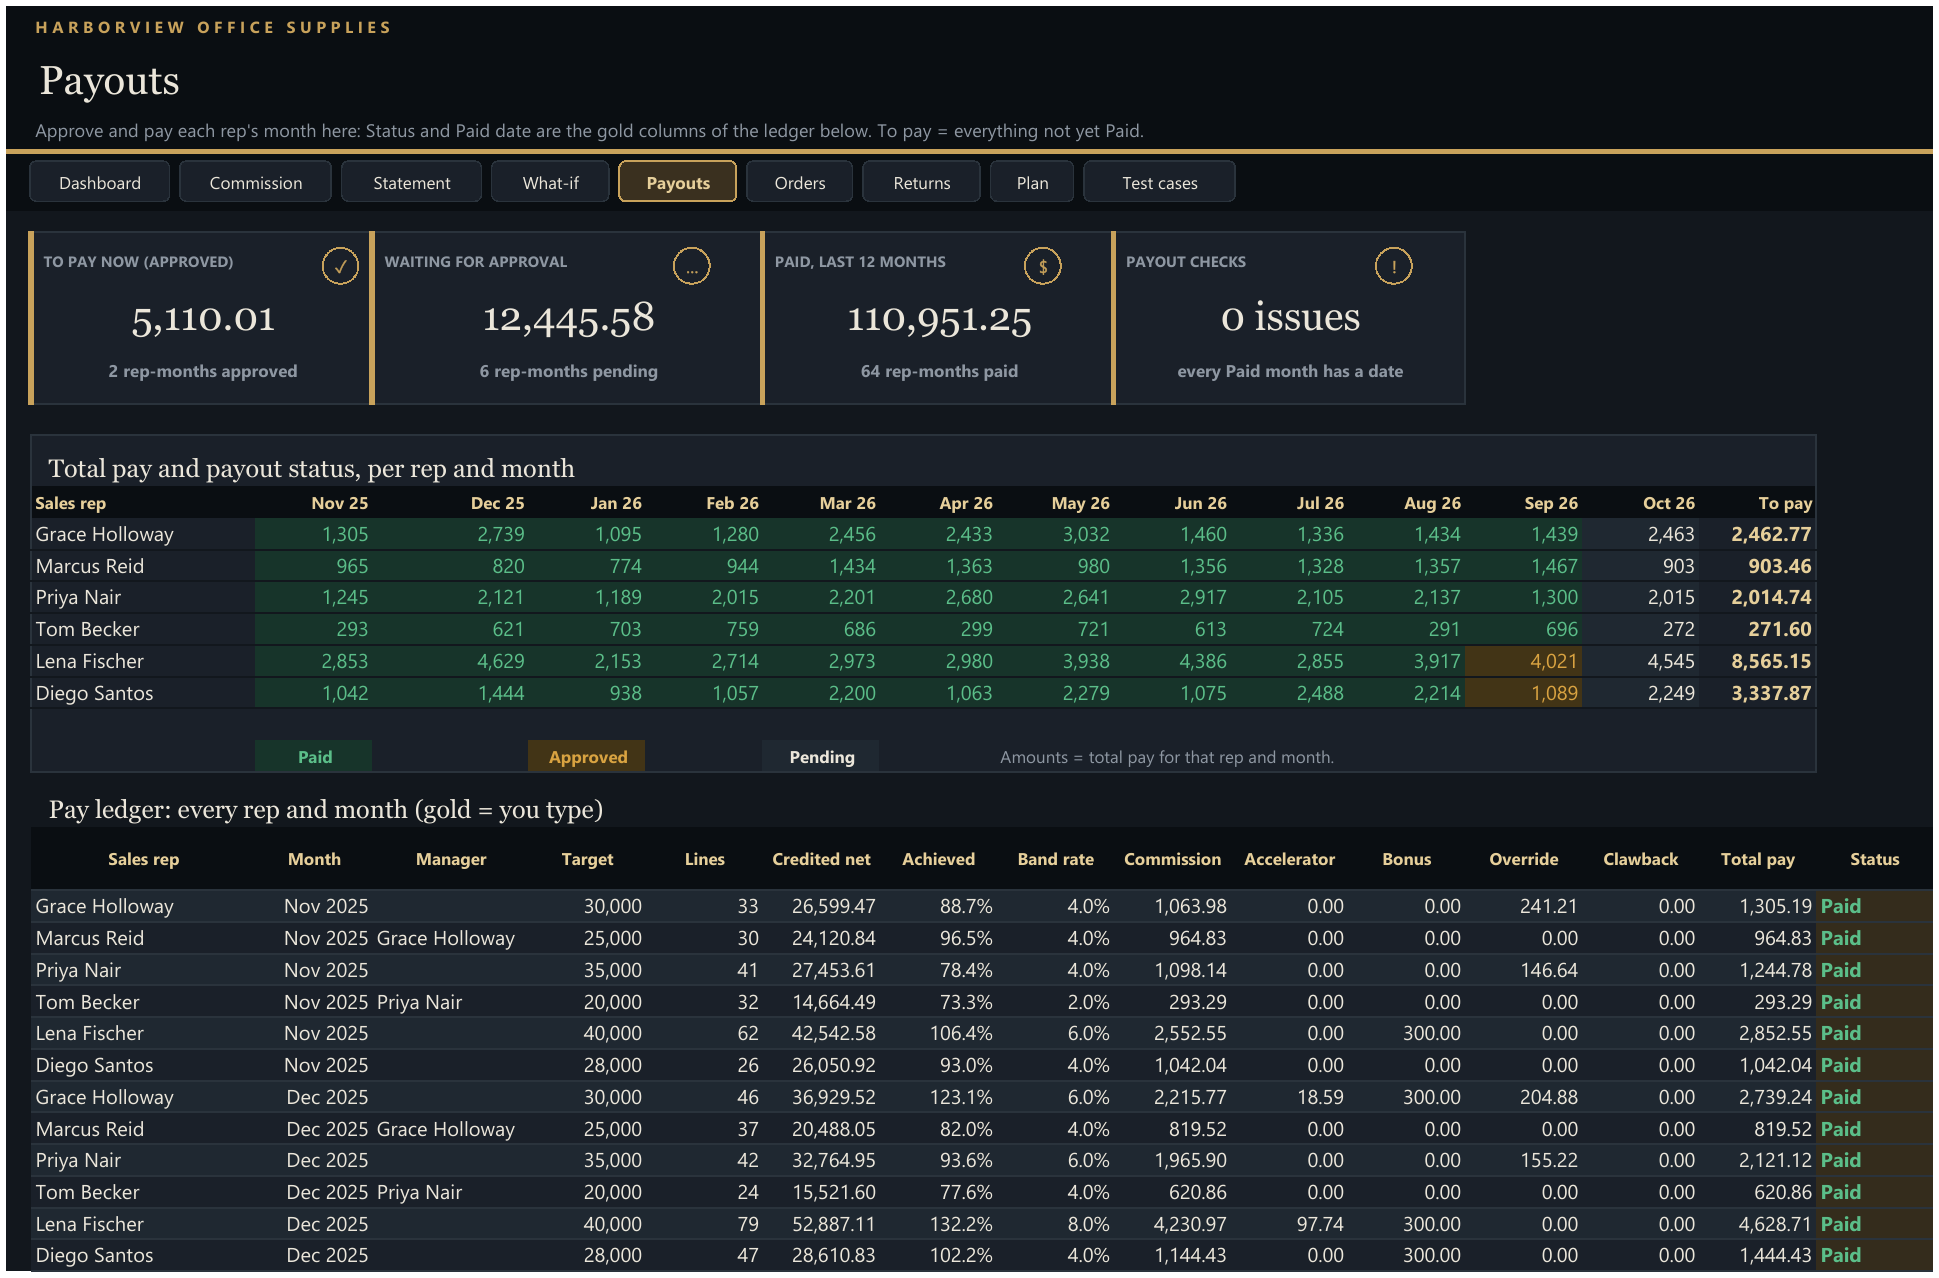 HARBORVIEW OFFICE SUPPLIES
Payouts
Approve and pay each rep's month here: Status and Paid date are the gold columns of the ledger below. To pay = everything not yet Paid.
Dashboard Commission Statement What-if Payouts Orders Returns Plan Test cases
TO PAY NOW (APPROVED) ✓ WAITING FOR APPROVAL ... PAID, LAST 12 MONTHS $ PAYOUT CHECKS !
5,110.01 12,445.58 110,951.25 0 issues
2 rep-months approved 6 rep-months pending 64 rep-months paid every Paid month has a date
Total pay and payout status, per rep and month
Sales rep Nov 25 Dec 25 Jan 26 Feb 26 Mar 26 Apr 26 May 26 Jun 26 Jul 26 Aug 26 Sep 26 Oct 26 To pay
Grace Holloway 1,305 2,739 1,095 1,280 2,456 2,433 3,032 1,460 1,336 1,434 1,439 2,463 2,462.77
Marcus Reid 965 820 774 944 1,434 1,363 980 1,356 1,328 1,357 1,467 903 903.46
Priya Nair 1,245 2,121 1,189 2,015 2,201 2,680 2,641 2,917 2,105 2,137 1,300 2,015 2,014.74
Tom Becker 293 621 703 759 686 299 721 613 724 291 696 272 271.60
Lena Fischer 2,853 4,629 2,153 2,714 2,973 2,980 3,938 4,386 2,855 3,917 4,021 4,545 8,565.15
Diego Santos 1,042 1,444 938 1,057 2,200 1,063 2,279 1,075 2,488 2,214 1,089 2,249 3,337.87
Paid Approved Pending Amounts = total pay for that rep and month.
Pay ledger: every rep and month (gold = you type)
Sales rep Month Manager Target Lines Credited net Achieved Band rate Commission Accelerator Bonus Override Clawback Total pay Status
Grace Holloway Nov 2025 30,000 33 26,599.47 88.7% 4.0% 1,063.98 0.00 0.00 241.21 0.00 1,305.19 Paid
Marcus Reid Nov 2025 Grace Holloway 25,000 30 24,120.84 96.5% 4.0% 964.83 0.00 0.00 0.00 0.00 964.83 Paid
Priya Nair Nov 2025 35,000 41 27,453.61 78.4% 4.0% 1,098.14 0.00 0.00 146.64 0.00 1,244.78 Paid
Tom Becker Nov 2025 Priya Nair 20,000 32 14,664.49 73.3% 2.0% 293.29 0.00 0.00 0.00 0.00 293.29 Paid
Lena Fischer Nov 2025 40,000 62 42,542.58 106.4% 6.0% 2,552.55 0.00 300.00 0.00 0.00 2,852.55 Paid
Diego Santos Nov 2025 28,000 26 26,050.92 93.0% 4.0% 1,042.04 0.00 0.00 0.00 0.00 1,042.04 Paid
Grace Holloway Dec 2025 30,000 46 36,929.52 123.1% 6.0% 2,215.77 18.59 300.00 204.88 0.00 2,739.24 Paid
Marcus Reid Dec 2025 Grace Holloway 25,000 37 20,488.05 82.0% 4.0% 819.52 0.00 0.00 0.00 0.00 819.52 Paid
Priya Nair Dec 2025 35,000 42 32,764.95 93.6% 6.0% 1,965.90 0.00 0.00 155.22 0.00 2,121.12 Paid
Tom Becker Dec 2025 Priya Nair 20,000 24 15,521.60 77.6% 4.0% 620.86 0.00 0.00 0.00 0.00 620.86 Paid
Lena Fischer Dec 2025 40,000 79 52,887.11 132.2% 8.0% 4,230.97 97.74 300.00 0.00 0.00 4,628.71 Paid
Diego Santos Dec 2025 28,000 47 28,610.83 102.2% 4.0% 1,144.43 0.00 300.00 0.00 0.00 1,444.43 Paid